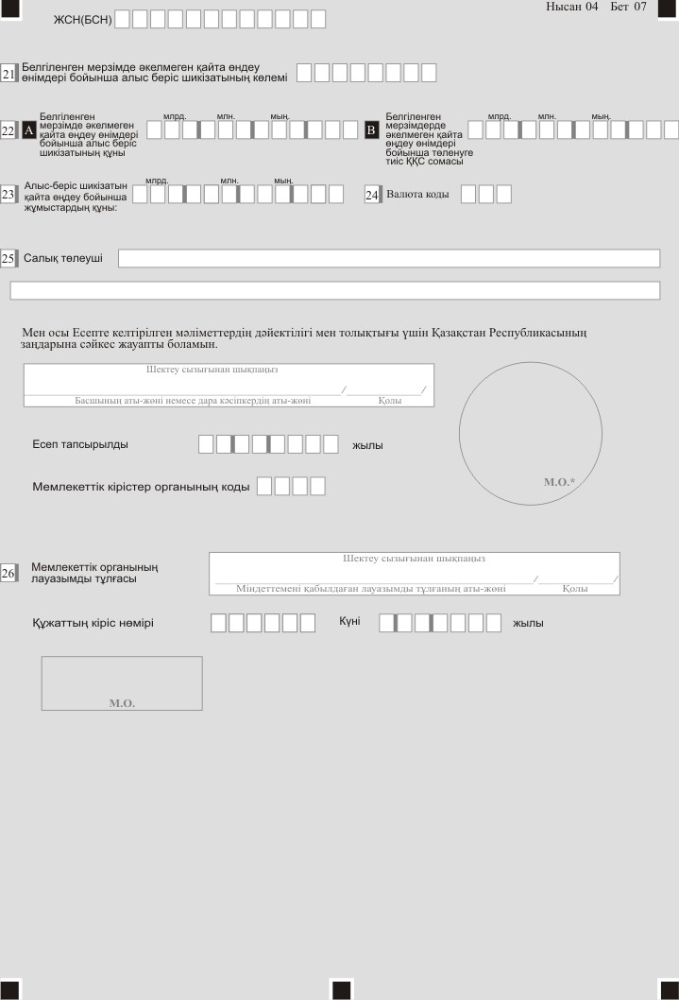 Нысан 04 Бет 07
ЖСН(БСН)
21 Белгіленген мерзімде әкелмеген қайта өңдеу
өнімдері бойынша алыс беріс шикізатының көлемі
22 A Белгіленген
мерзімде әкелмеген
қайта өңдеу өнімдері
бойынша алыс беріс
шикізатының құны
млрд. млн. мың.
B Белгіленген
мерзімдерде
әкелмеген қайта
өңдеу өнімдері
бойынша төленуге
тиіс ҚҚС сомасы
млрд. млн. мың.
23 Алыс-беріс шикізатын
қайта өңдеу бойынша
жұмыстардың құны:
млрд. млн. мың.
24 Валюта коды
25 Салық төлеуші
Мен осы Есепте келтірілген мәліметтердің дәйектілігі мен толықтығы үшін Қазақстан Республикасының
заңдарына сәйкес жауапты боламын.
Шектеу сызығынан шықпаңыз
/ /
Басшының аты-жөні немесе дара кәсіпкердің аты-жөні Қолы
Есеп тапсырылды жылы
М.О.*
Мемлекеттік кірістер органының коды
26 Мемлекеттік органының
лауазымды тұлғасы
Шектеу сызығынан шықпаңыз
/ /
Міндеттемені қабылдаған лауазымды тұлғаның аты-жөні Қолы
Құжаттың кіріс нөмірі Күні жылы
М.О.